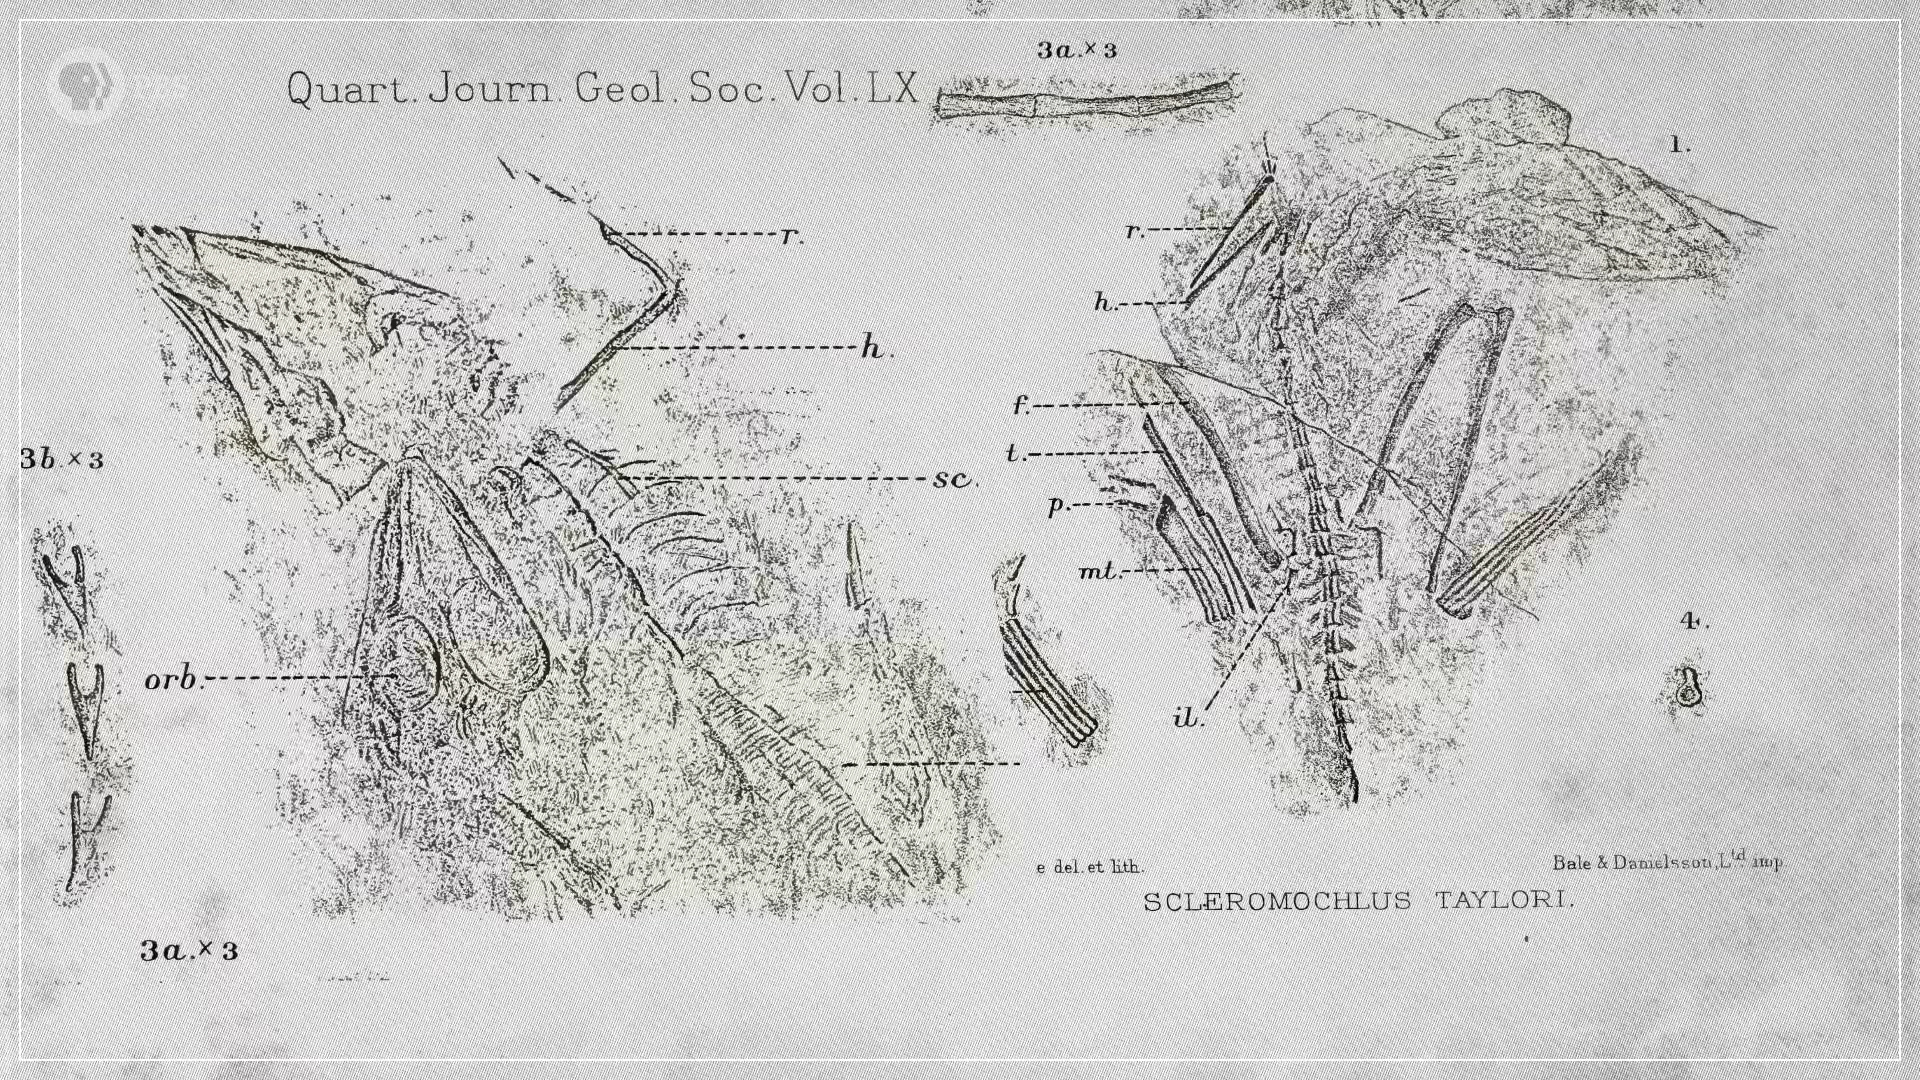 3a. × 3
PBS
Quart. Journ. Geol. Soc. Vol. LX
1.
r.
r.
h.
h.
f.
t.
3b. × 3
sc.
p.
mt.
4.
orb.
il.
e del. et lith.
Bale & Danielsson, Ltd. imp.
SCLEROMOCHLUS TAYLORI.
3a. × 3